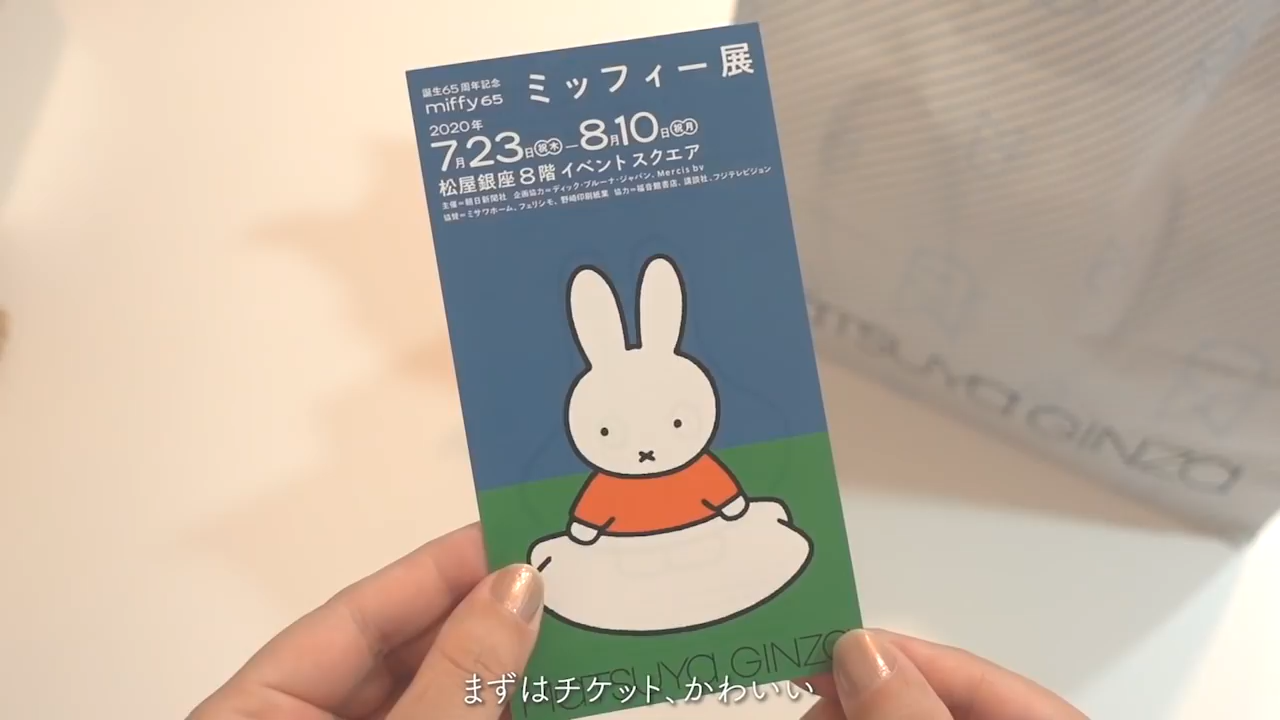 誕生65周年記念
miffy65
ミッフィー展
2020年
7月23日祝木–8月10日祝月
松屋銀座8階イベントスクエア
主催=朝日新聞社 企画協力=ディック・ブルーナ・ジャパン、Mercis bv
協賛=ミサワホーム、フェリシモ、野崎印刷紙業 協力=福音館書店、講談社、フジテレビジョン
MATSUYA GINZA
TSUYA GINZA
まずはチケット、かわいい